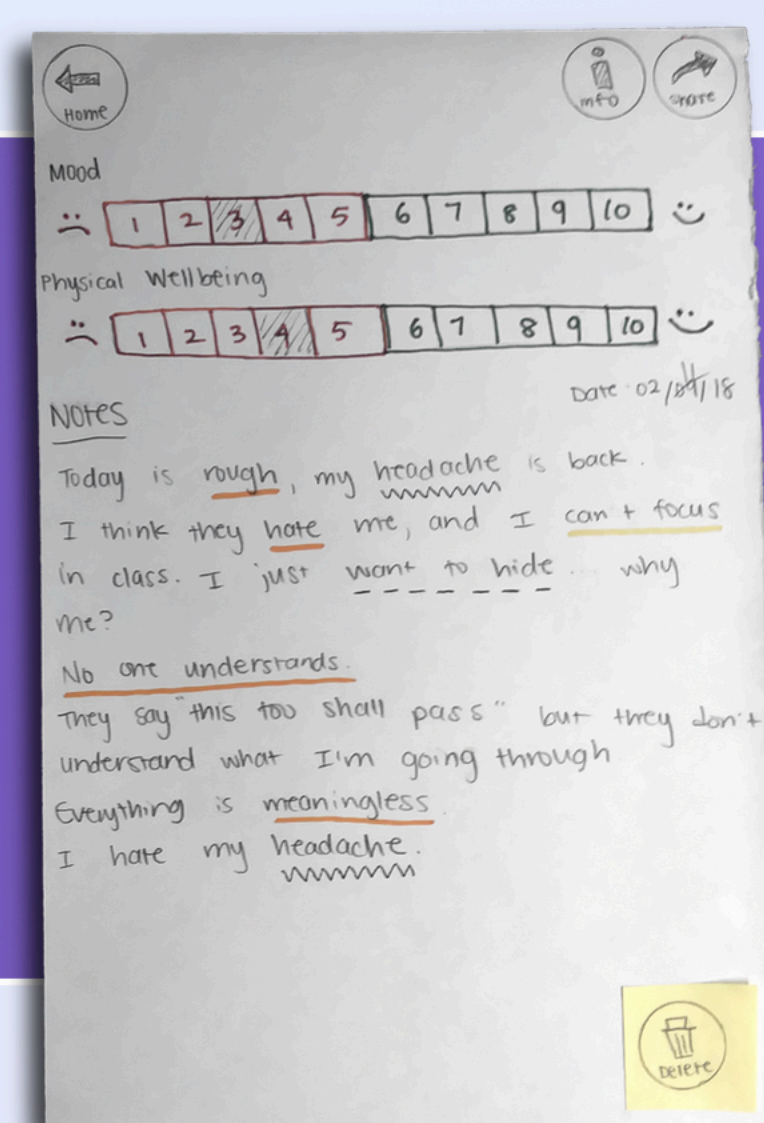 Home
info
share
Mood
1 2 3 4 5 6 7 8 9 10
Physical Wellbeing
1 2 3 4 5 6 7 8 9 10
Date 02/ /18
Notes
Today is rough, my headache is back.
I think they hate me, and I can't focus
in class. I just want to hide... why
me?
No one understands.
They say "this too shall pass" but they don't
understand what I'm going through
Everything is meaningless.
I hate my headache.
Delete